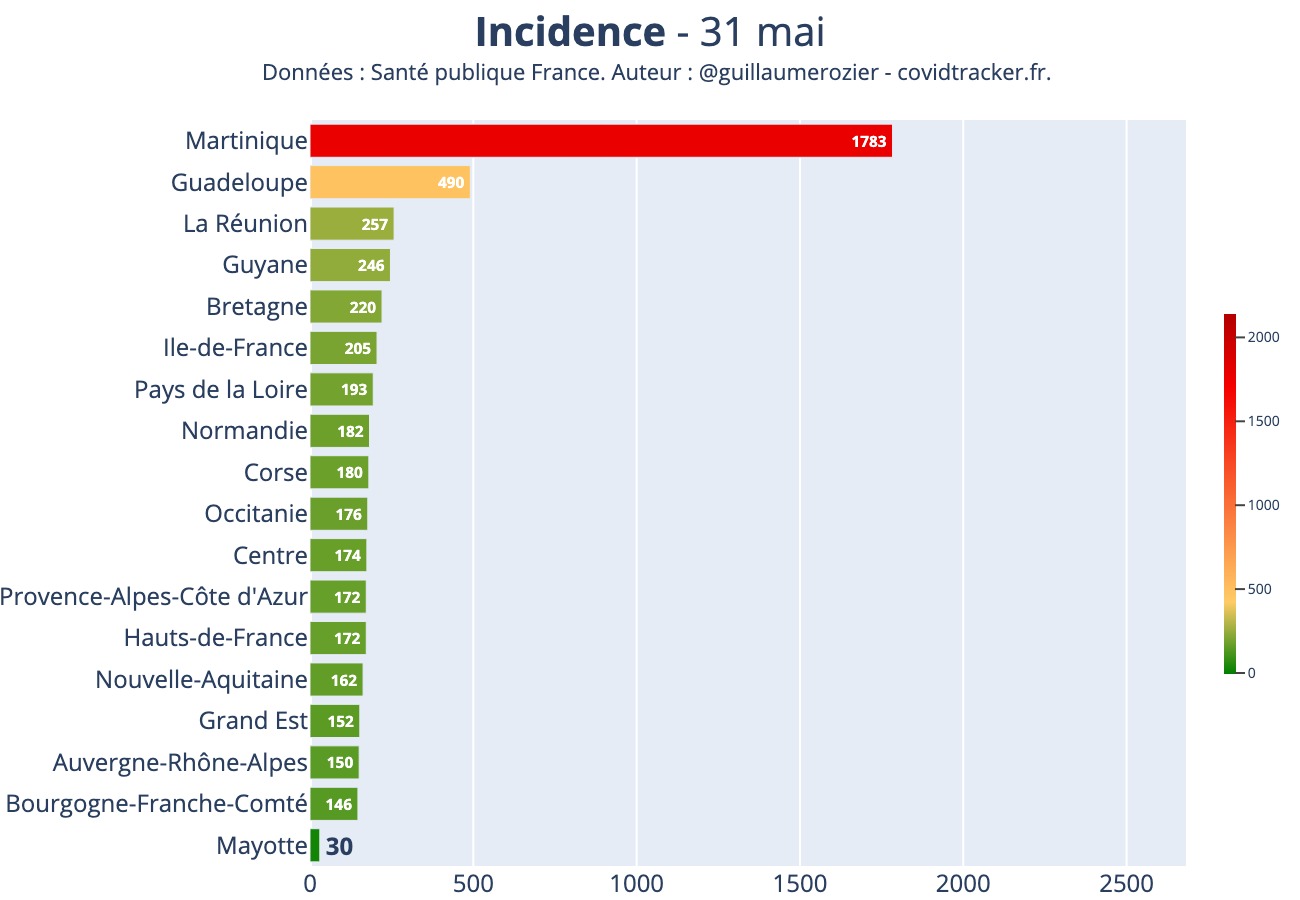 Incidence - 31 mai
Données : Santé publique France. Auteur : @guillaumerozier - covidtracker.fr.
Martinique 1783
Guadeloupe 490
La Réunion 257
Guyane 246
Bretagne 220
Ile-de-France 205
Pays de la Loire 193
Normandie 182
Corse 180
Occitanie 176
Centre 174
Provence-Alpes-Côte d'Azur 172
Hauts-de-France 172
Nouvelle-Aquitaine 162
Grand Est 152
Auvergne-Rhône-Alpes 150
Bourgogne-Franche-Comté 146
Mayotte 30
0 500 1000 1500 2000 2500
2000
1500
1000
500
0